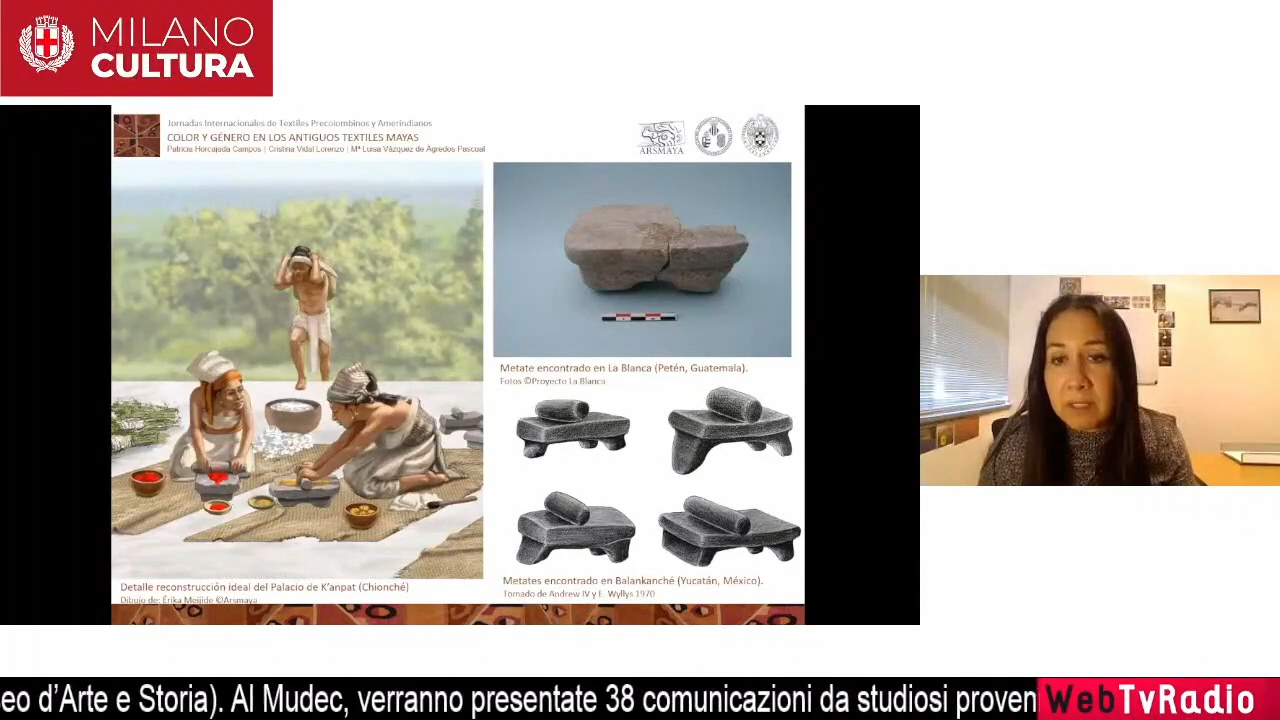 MILANO
CULTURA
Jornadas Internacionales de Textiles Precolombinos y Amerindianos
COLOR Y GÉNERO EN LOS ANTIGUOS TEXTILES MAYAS
Patricia Horcajada Campos | Cristina Vidal Lorenzo | Mª Luisa Vázquez de Ágredos Pascual
ARSMAYA
Metate encontrado en La Blanca (Petén, Guatemala).
Fotos ©Proyecto La Blanca
Detalle reconstrucción ideal del Palacio de K'anpat (Chionché)
Dibujo de: Érika Meijide ©Arsmaya
Metates encontrado en Balankanché (Yucatán, México).
Tomado de Andrew IV y E. Wyllys 1970
eo d'Arte e Storia). Al Mudec, verranno presentate 38 comunicazioni da studiosi proven
WebTvRadio